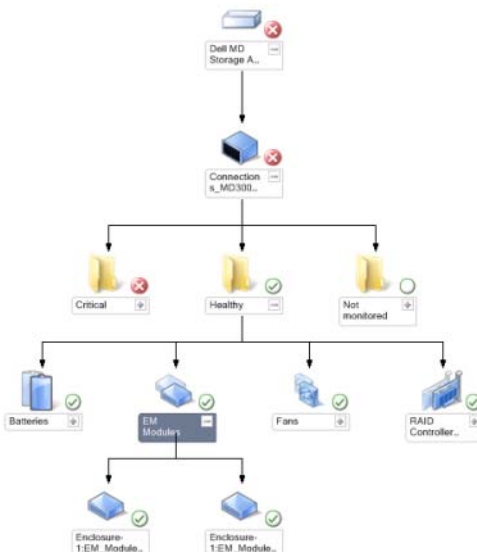 Dell MD
Storage A..
Connection
s_MD300..
Critical
Healthy
Not
monitored
Batteries
EM
Modules
Fans
RAID
Controller..
Enclosure-
1:EM_Module..
Enclosure-
1:EM_Module..